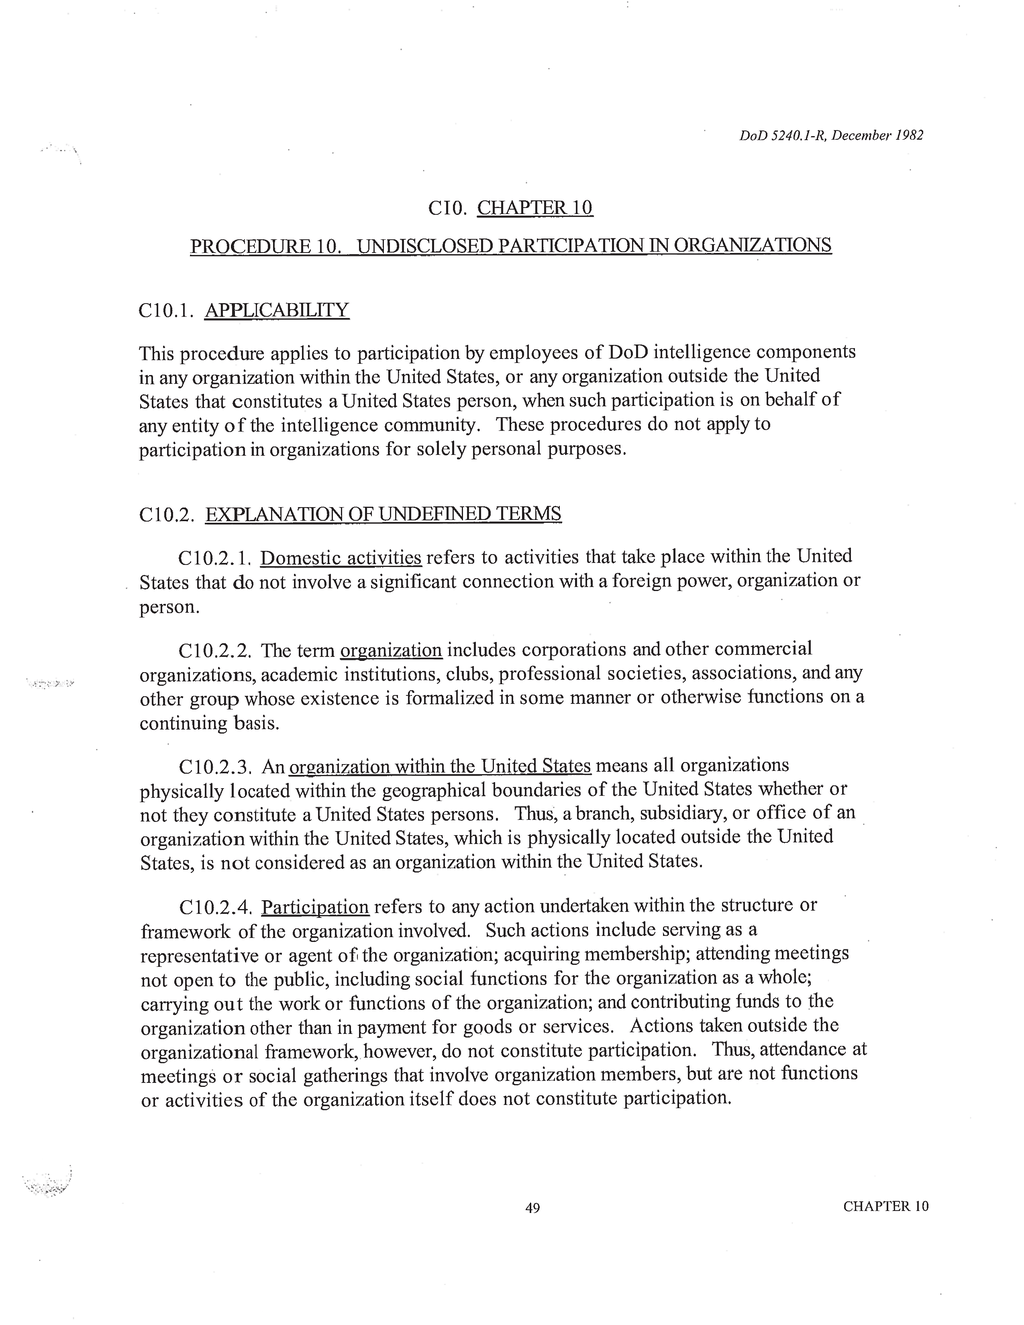 DoD 5240.1-R, December 1982
C10. CHAPTER 10
PROCEDURE 10. UNDISCLOSED PARTICIPATION IN ORGANIZATIONS
C10.1. APPLICABILITY
This procedure applies to participation by employees of DoD intelligence components
in any organization within the United States, or any organization outside the United
States that constitutes a United States person, when such participation is on behalf of
any entity of the intelligence community. These procedures do not apply to
participation in organizations for solely personal purposes.
C10.2. EXPLANATION OF UNDEFINED TERMS
C10.2.1. Domestic activities refers to activities that take place within the United
States that do not involve a significant connection with a foreign power, organization or
person.
C10.2.2. The term organization includes corporations and other commercial
organizations, academic institutions, clubs, professional societies, associations, and any
other group whose existence is formalized in some manner or otherwise functions on a
continuing basis.
C10.2.3. An organization within the United States means all organizations
physically located within the geographical boundaries of the United States whether or
not they constitute a United States persons. Thus, a branch, subsidiary, or office of an
organization within the United States, which is physically located outside the United
States, is not considered as an organization within the United States.
C10.2.4. Participation refers to any action undertaken within the structure or
framework of the organization involved. Such actions include serving as a
representative or agent of the organization; acquiring membership; attending meetings
not open to the public, including social functions for the organization as a whole;
carrying out the work or functions of the organization; and contributing funds to the
organization other than in payment for goods or services. Actions taken outside the
organizational framework, however, do not constitute participation. Thus, attendance at
meetings or social gatherings that involve organization members, but are not functions
or activities of the organization itself does not constitute participation.
49
CHAPTER 10